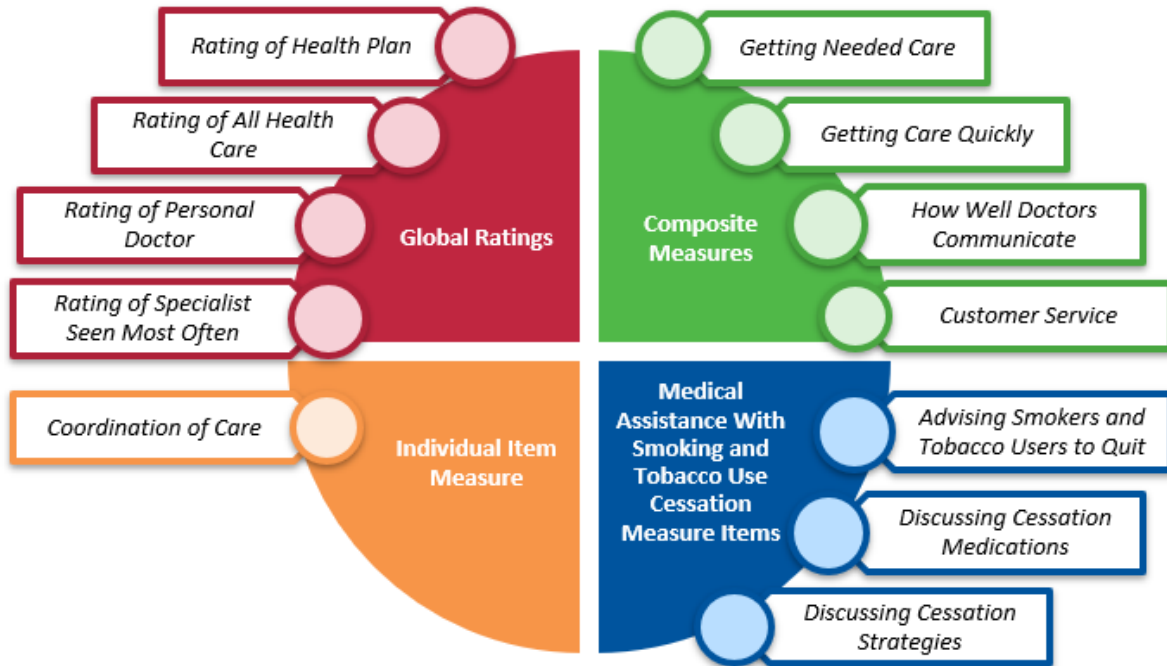 Rating of Health Plan
Rating of All Health
Care
Rating of Personal
Doctor
Rating of Specialist
Seen Most Often
Global Ratings
Getting Needed Care
Getting Care Quickly
How Well Doctors
Communicate
Customer Service
Composite
Measures
Coordination of Care
Individual Item
Measure
Medical
Assistance With
Smoking and
Tobacco Use
Cessation
Measure Items
Advising Smokers and
Tobacco Users to Quit
Discussing Cessation
Medications
Discussing Cessation
Strategies